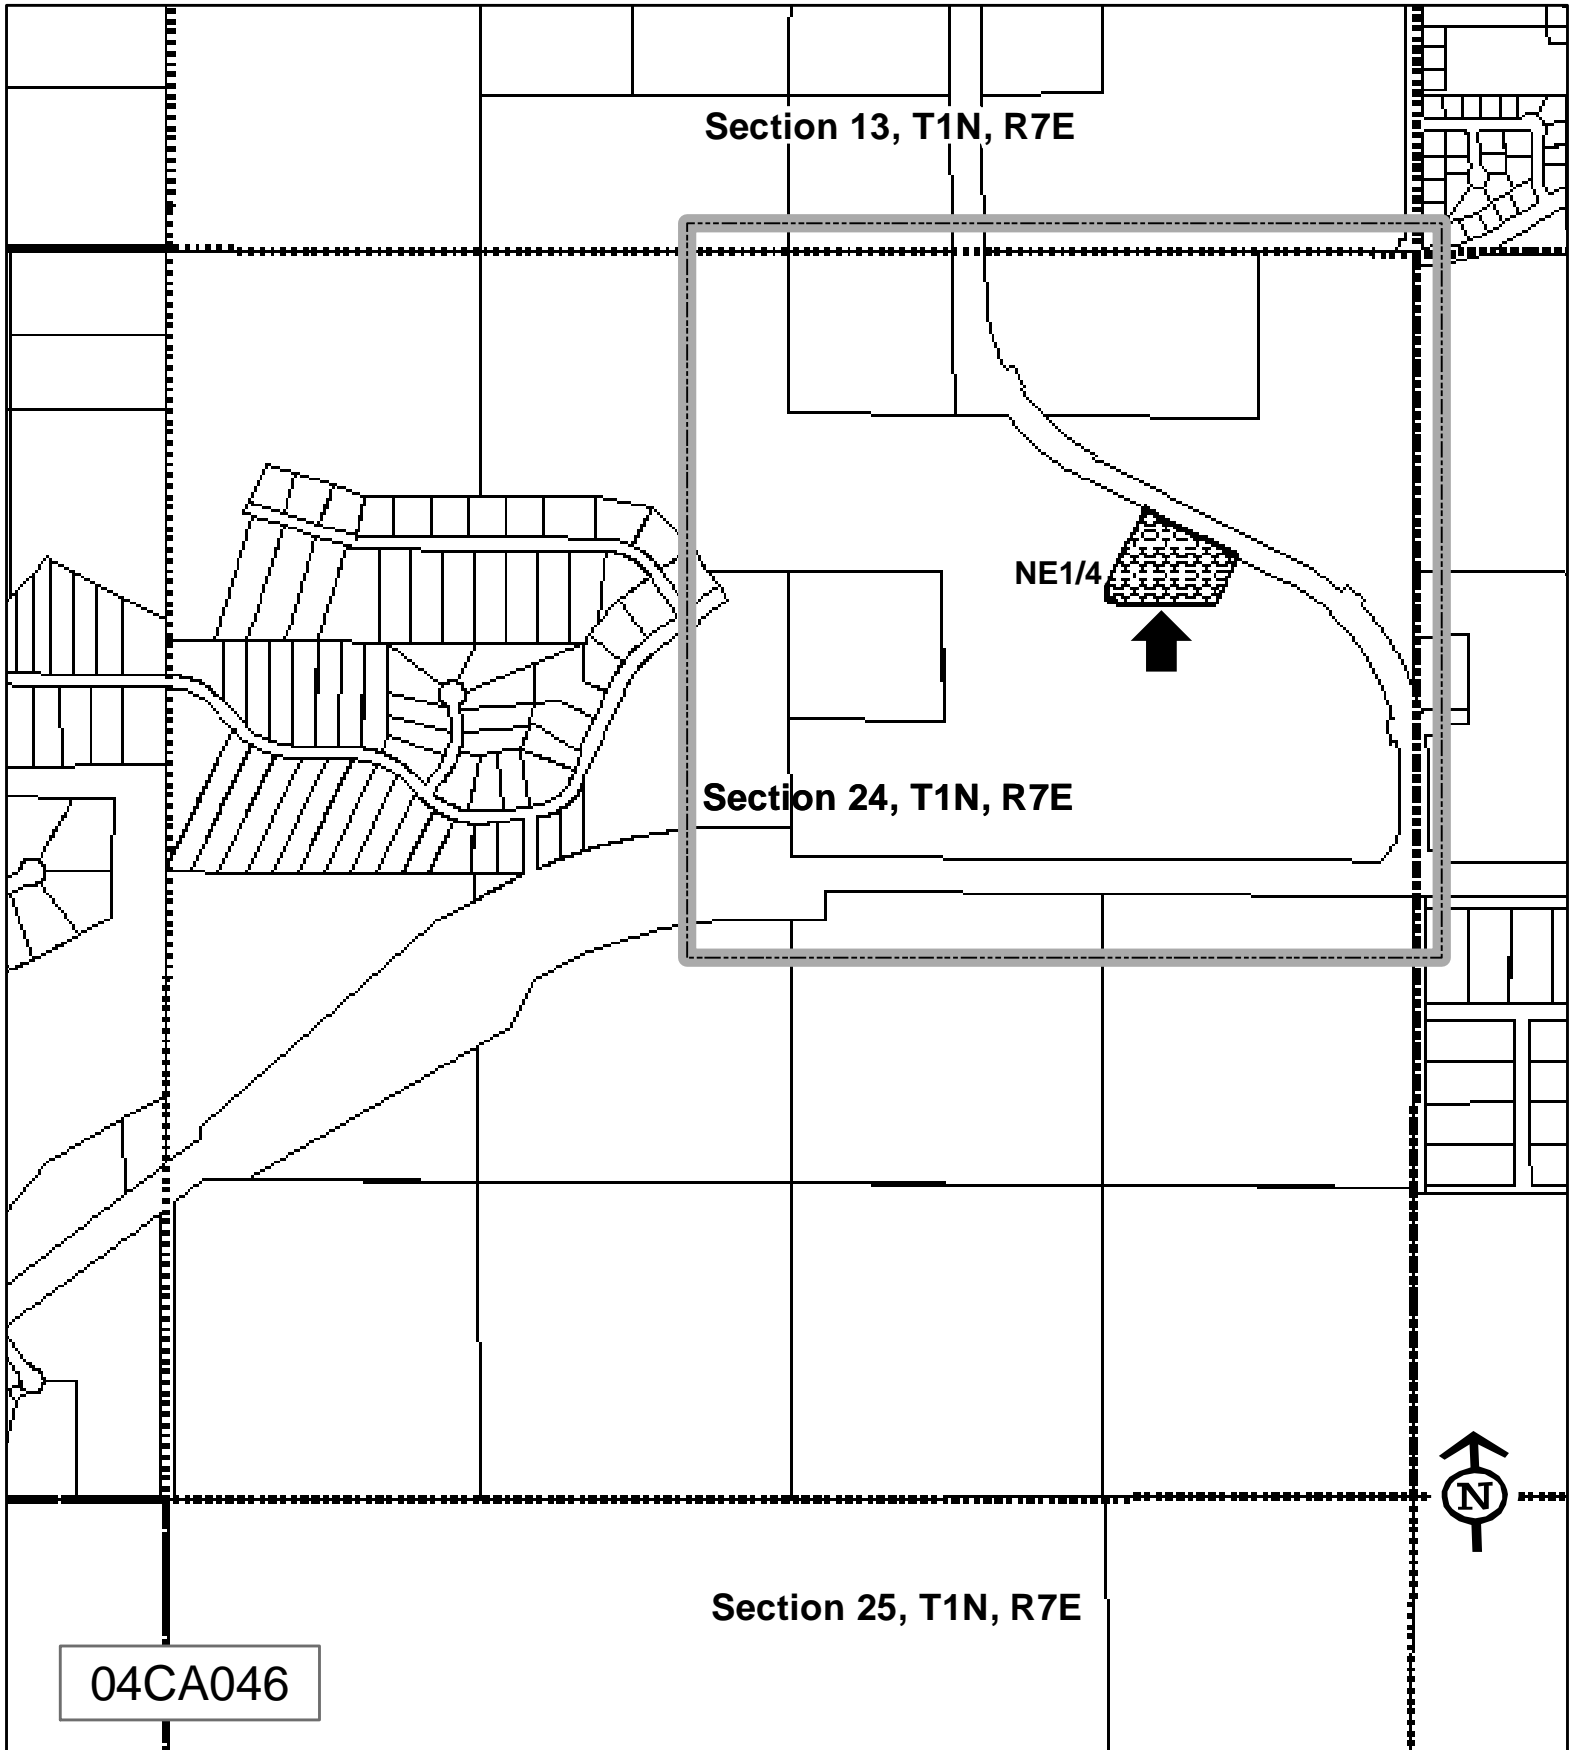 Section 13, T1N, R7E
NE1/4
Section 24, T1N, R7E
N
Section 25, T1N, R7E
04CA046